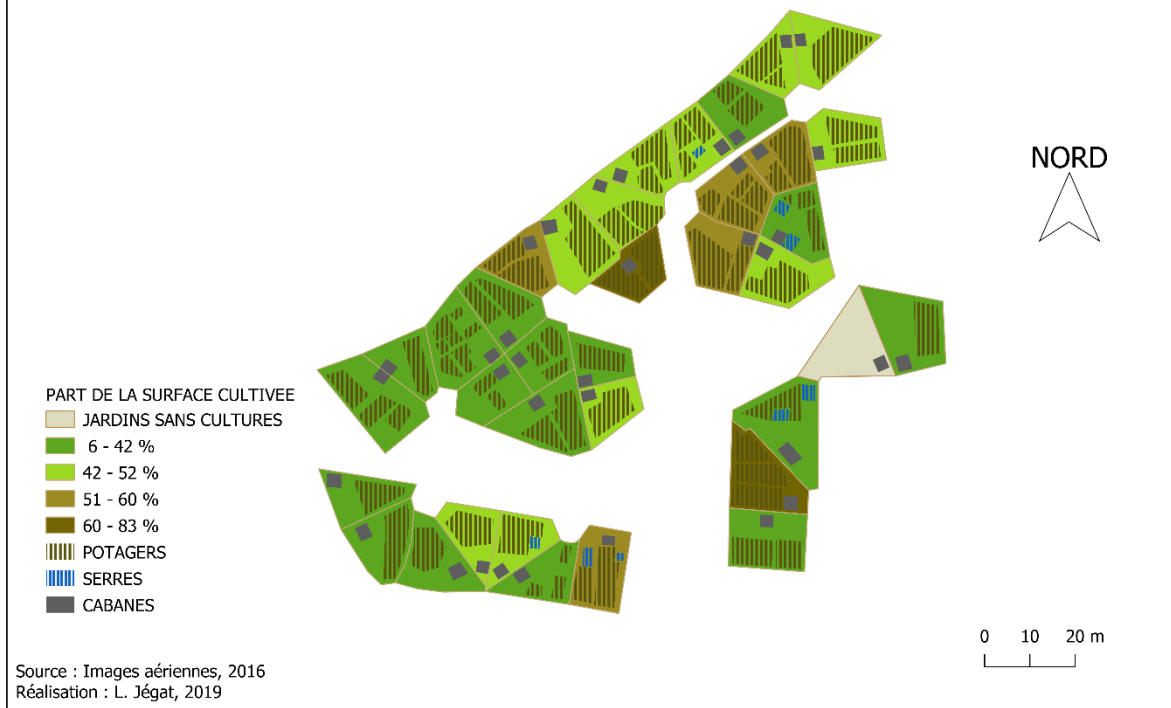 NORD
PART DE LA SURFACE CULTIVEE
JARDINS SANS CULTURES
6 - 42 %
42 - 52 %
51 - 60 %
60 - 83 %
POTAGERS
SERRES
CABANES
0 10 20 m
Source : Images aériennes, 2016
Réalisation : L. Jégat, 2019